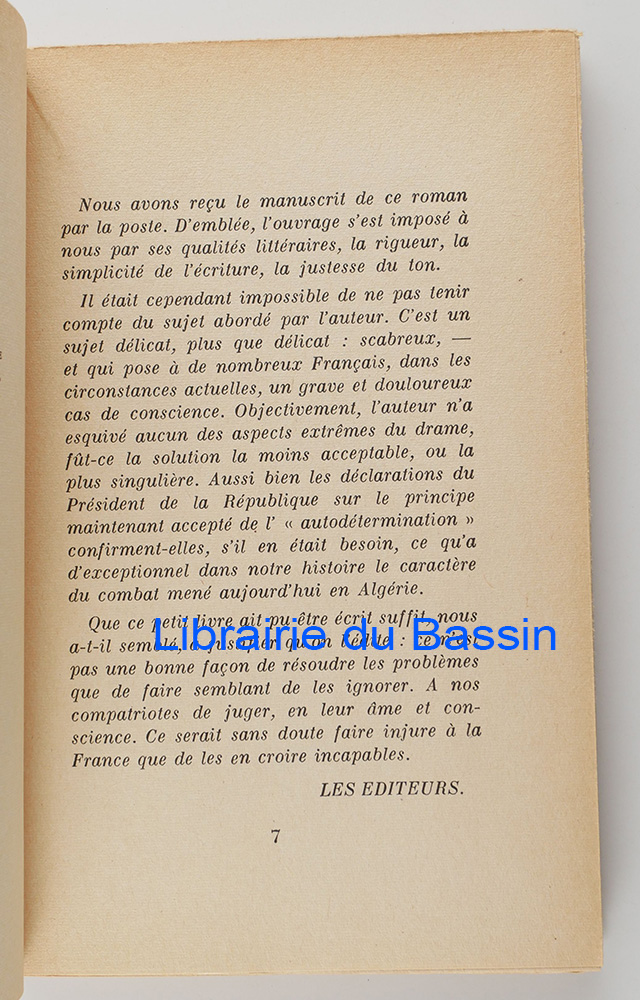 Nous avons reçu le manuscrit de ce roman
par la poste. D'emblée, l'ouvrage s'est imposé à
nous par ses qualités littéraires, la rigueur, la
simplicité de l'écriture, la justesse du ton.
Il était cependant impossible de ne pas tenir
compte du sujet abordé par l'auteur. C'est un
sujet délicat, plus que délicat : scabreux, —
et qui pose à de nombreux Français, dans les
circonstances actuelles, un grave et douloureux
cas de conscience. Objectivement, l'auteur n'a
esquivé aucun des aspects extrêmes du drame,
fût-ce la solution la moins acceptable, ou la
plus singulière. Aussi bien les déclarations du
Président de la République sur le principe
maintenant accepté de l' « autodétermination »
confirment-elles, s'il en était besoin, ce qu'a
d'exceptionnel dans notre histoire le caractère
du combat mené aujourd'hui en Algérie.
Que ce petit livre ait pu être écrit suffit, nous
a-t-il semblé, à justifier qu'on l'édite : ce n'est
Librairie du Bassin
pas une bonne façon de résoudre les problèmes
que de faire semblant de les ignorer. A nos
compatriotes de juger, en leur âme et con-
science. Ce serait sans doute faire injure à la
France que de les en croire incapables.
LES EDITEURS.
7